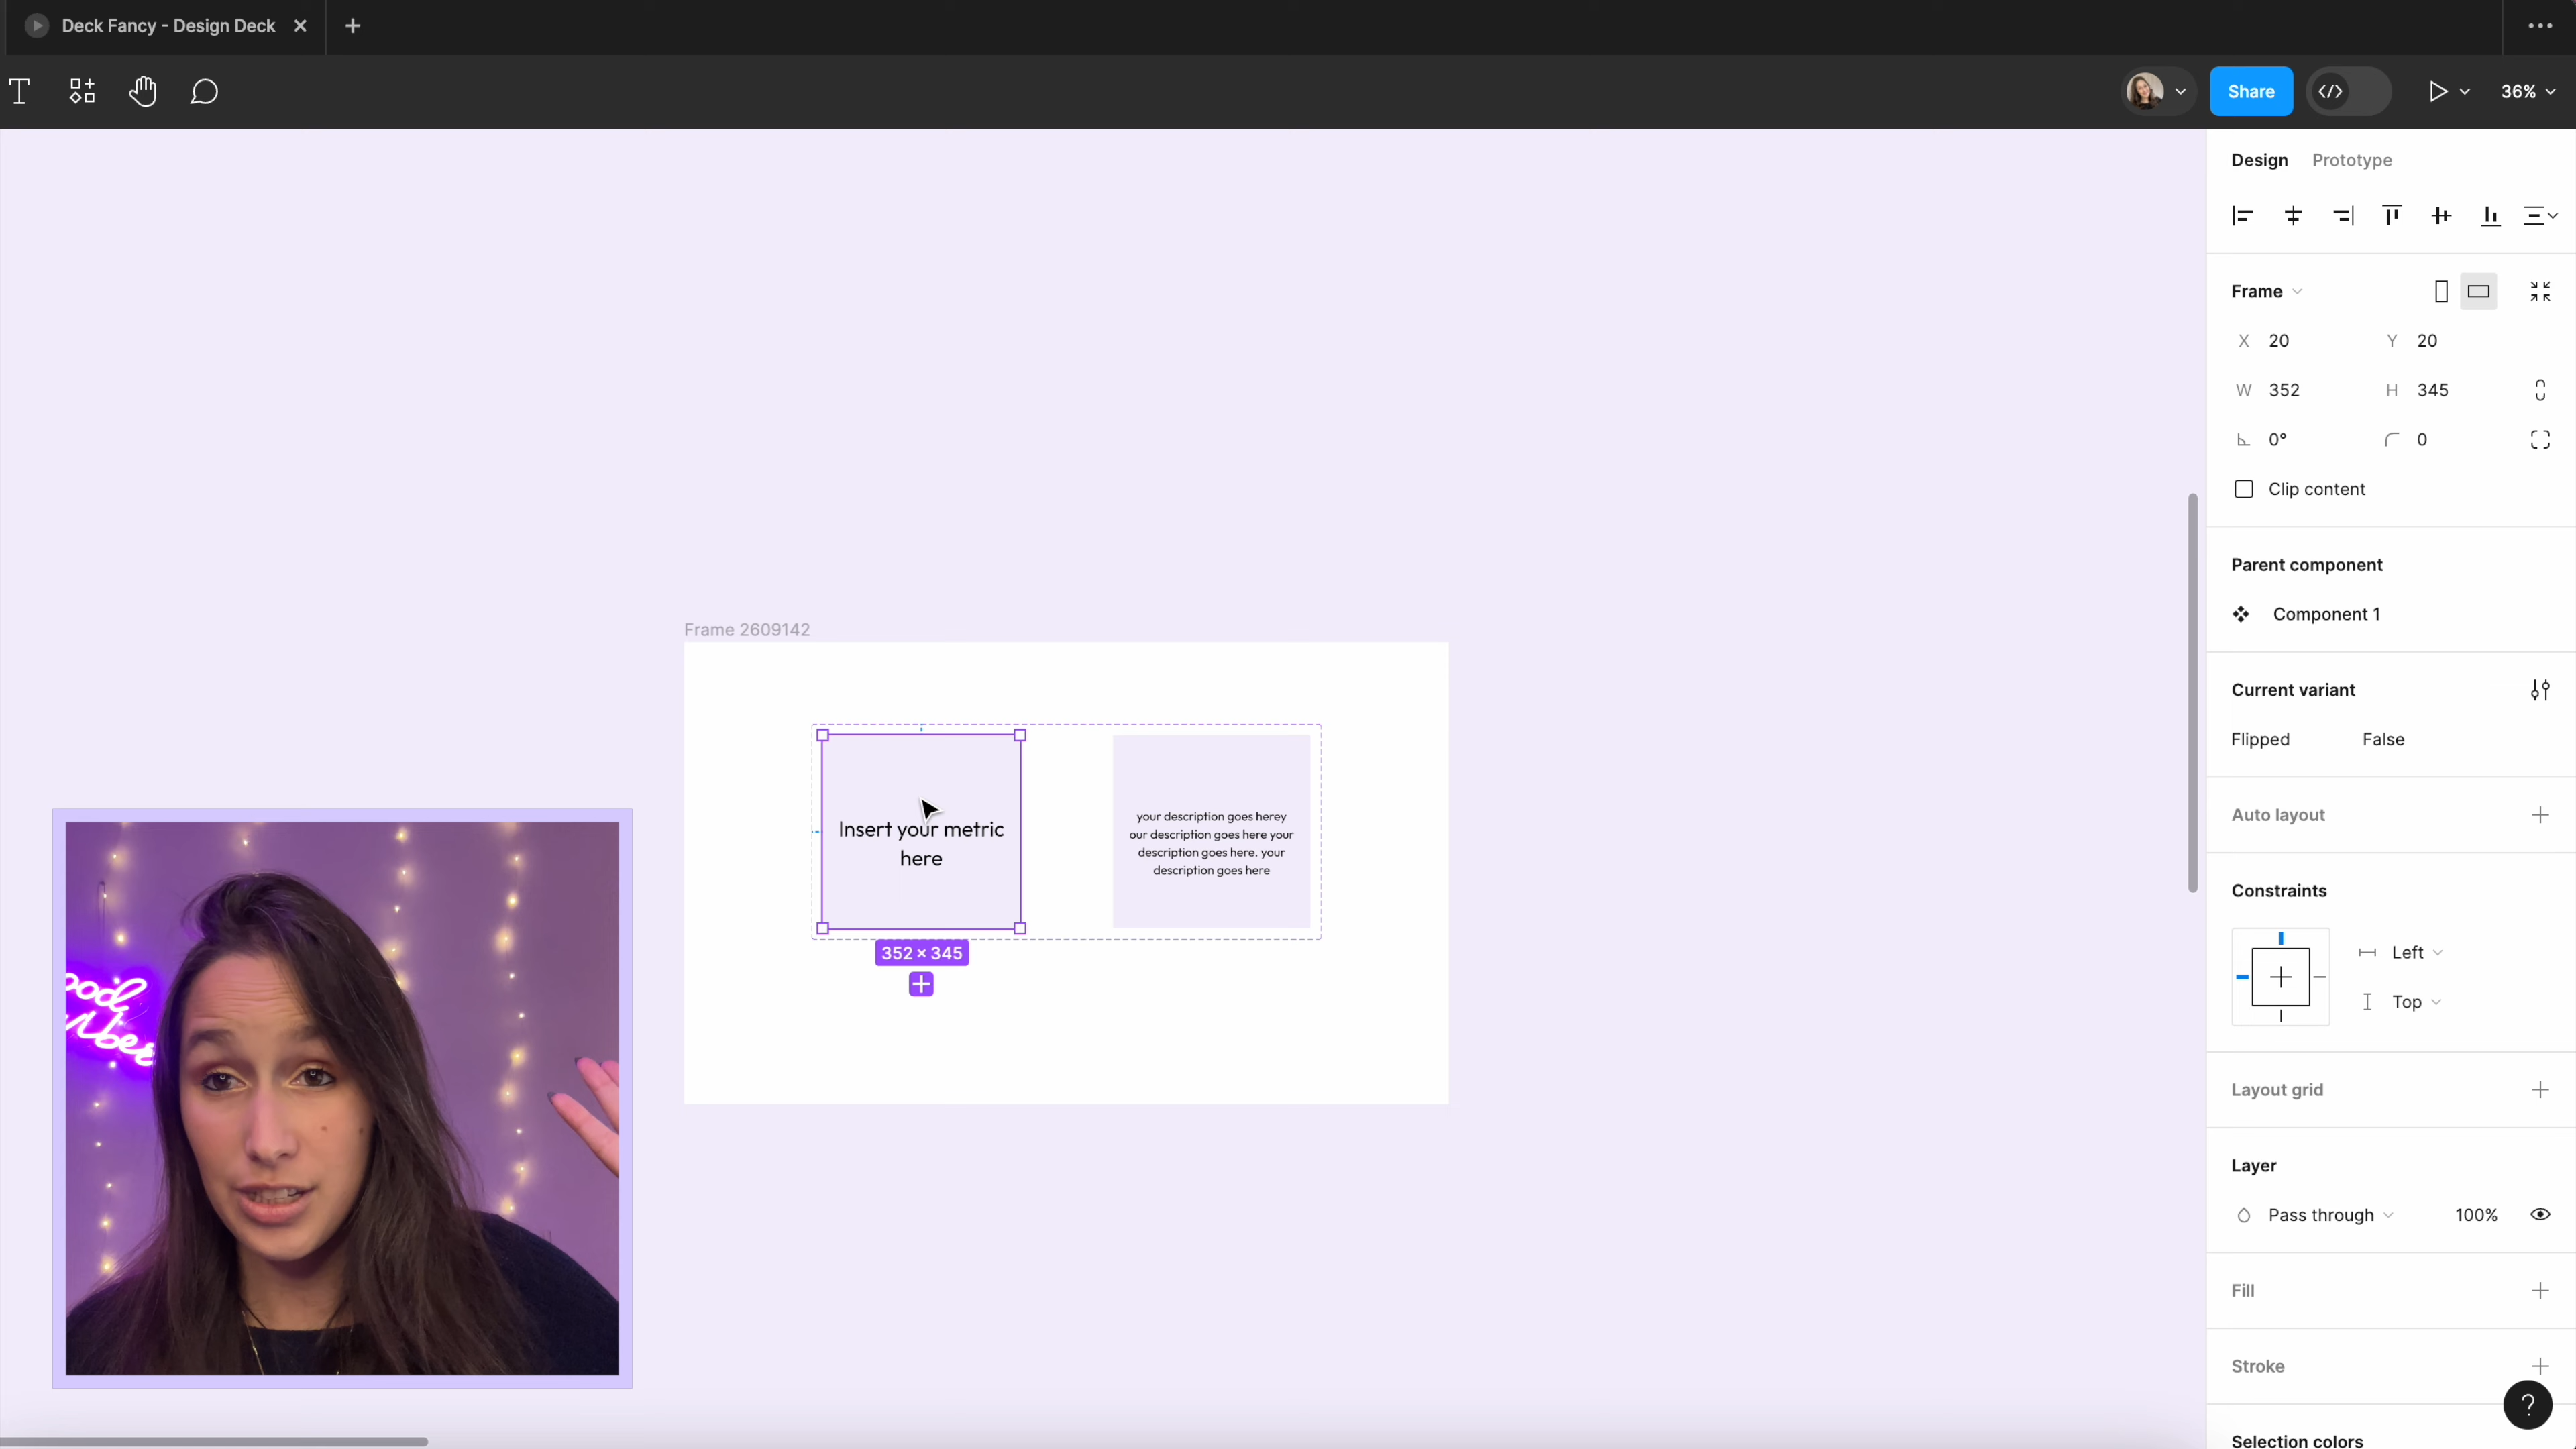 Deck Fancy - Design Deck
Share
36%
Design Prototype
Frame
X 20 Y 20
W 352 H 345
0° 0
Clip content
Parent component
Component 1
Current variant
Flipped False
Auto layout
Constraints
Left
Top
Layout grid
Layer
Pass through 100%
Fill
Stroke
Selection colors
Frame 2609142
Insert your metric
here
352 × 345
your description goes herey
our description goes here your
description goes here. your
description goes here
?